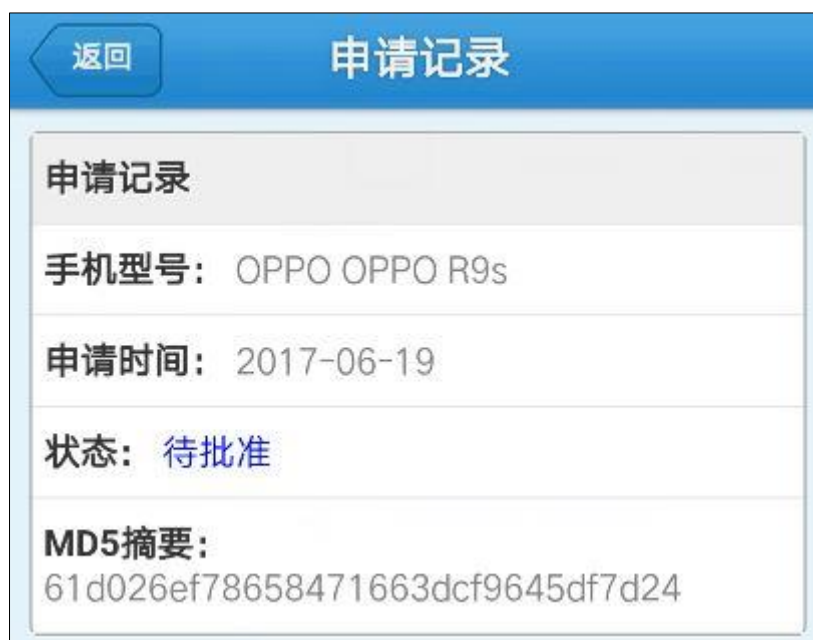 返回
申请记录
申请记录
手机型号： OPPO OPPO R9s
申请时间： 2017-06-19
状态： 待批准
MD5摘要：
61d026ef78658471663dcf9645df7d24